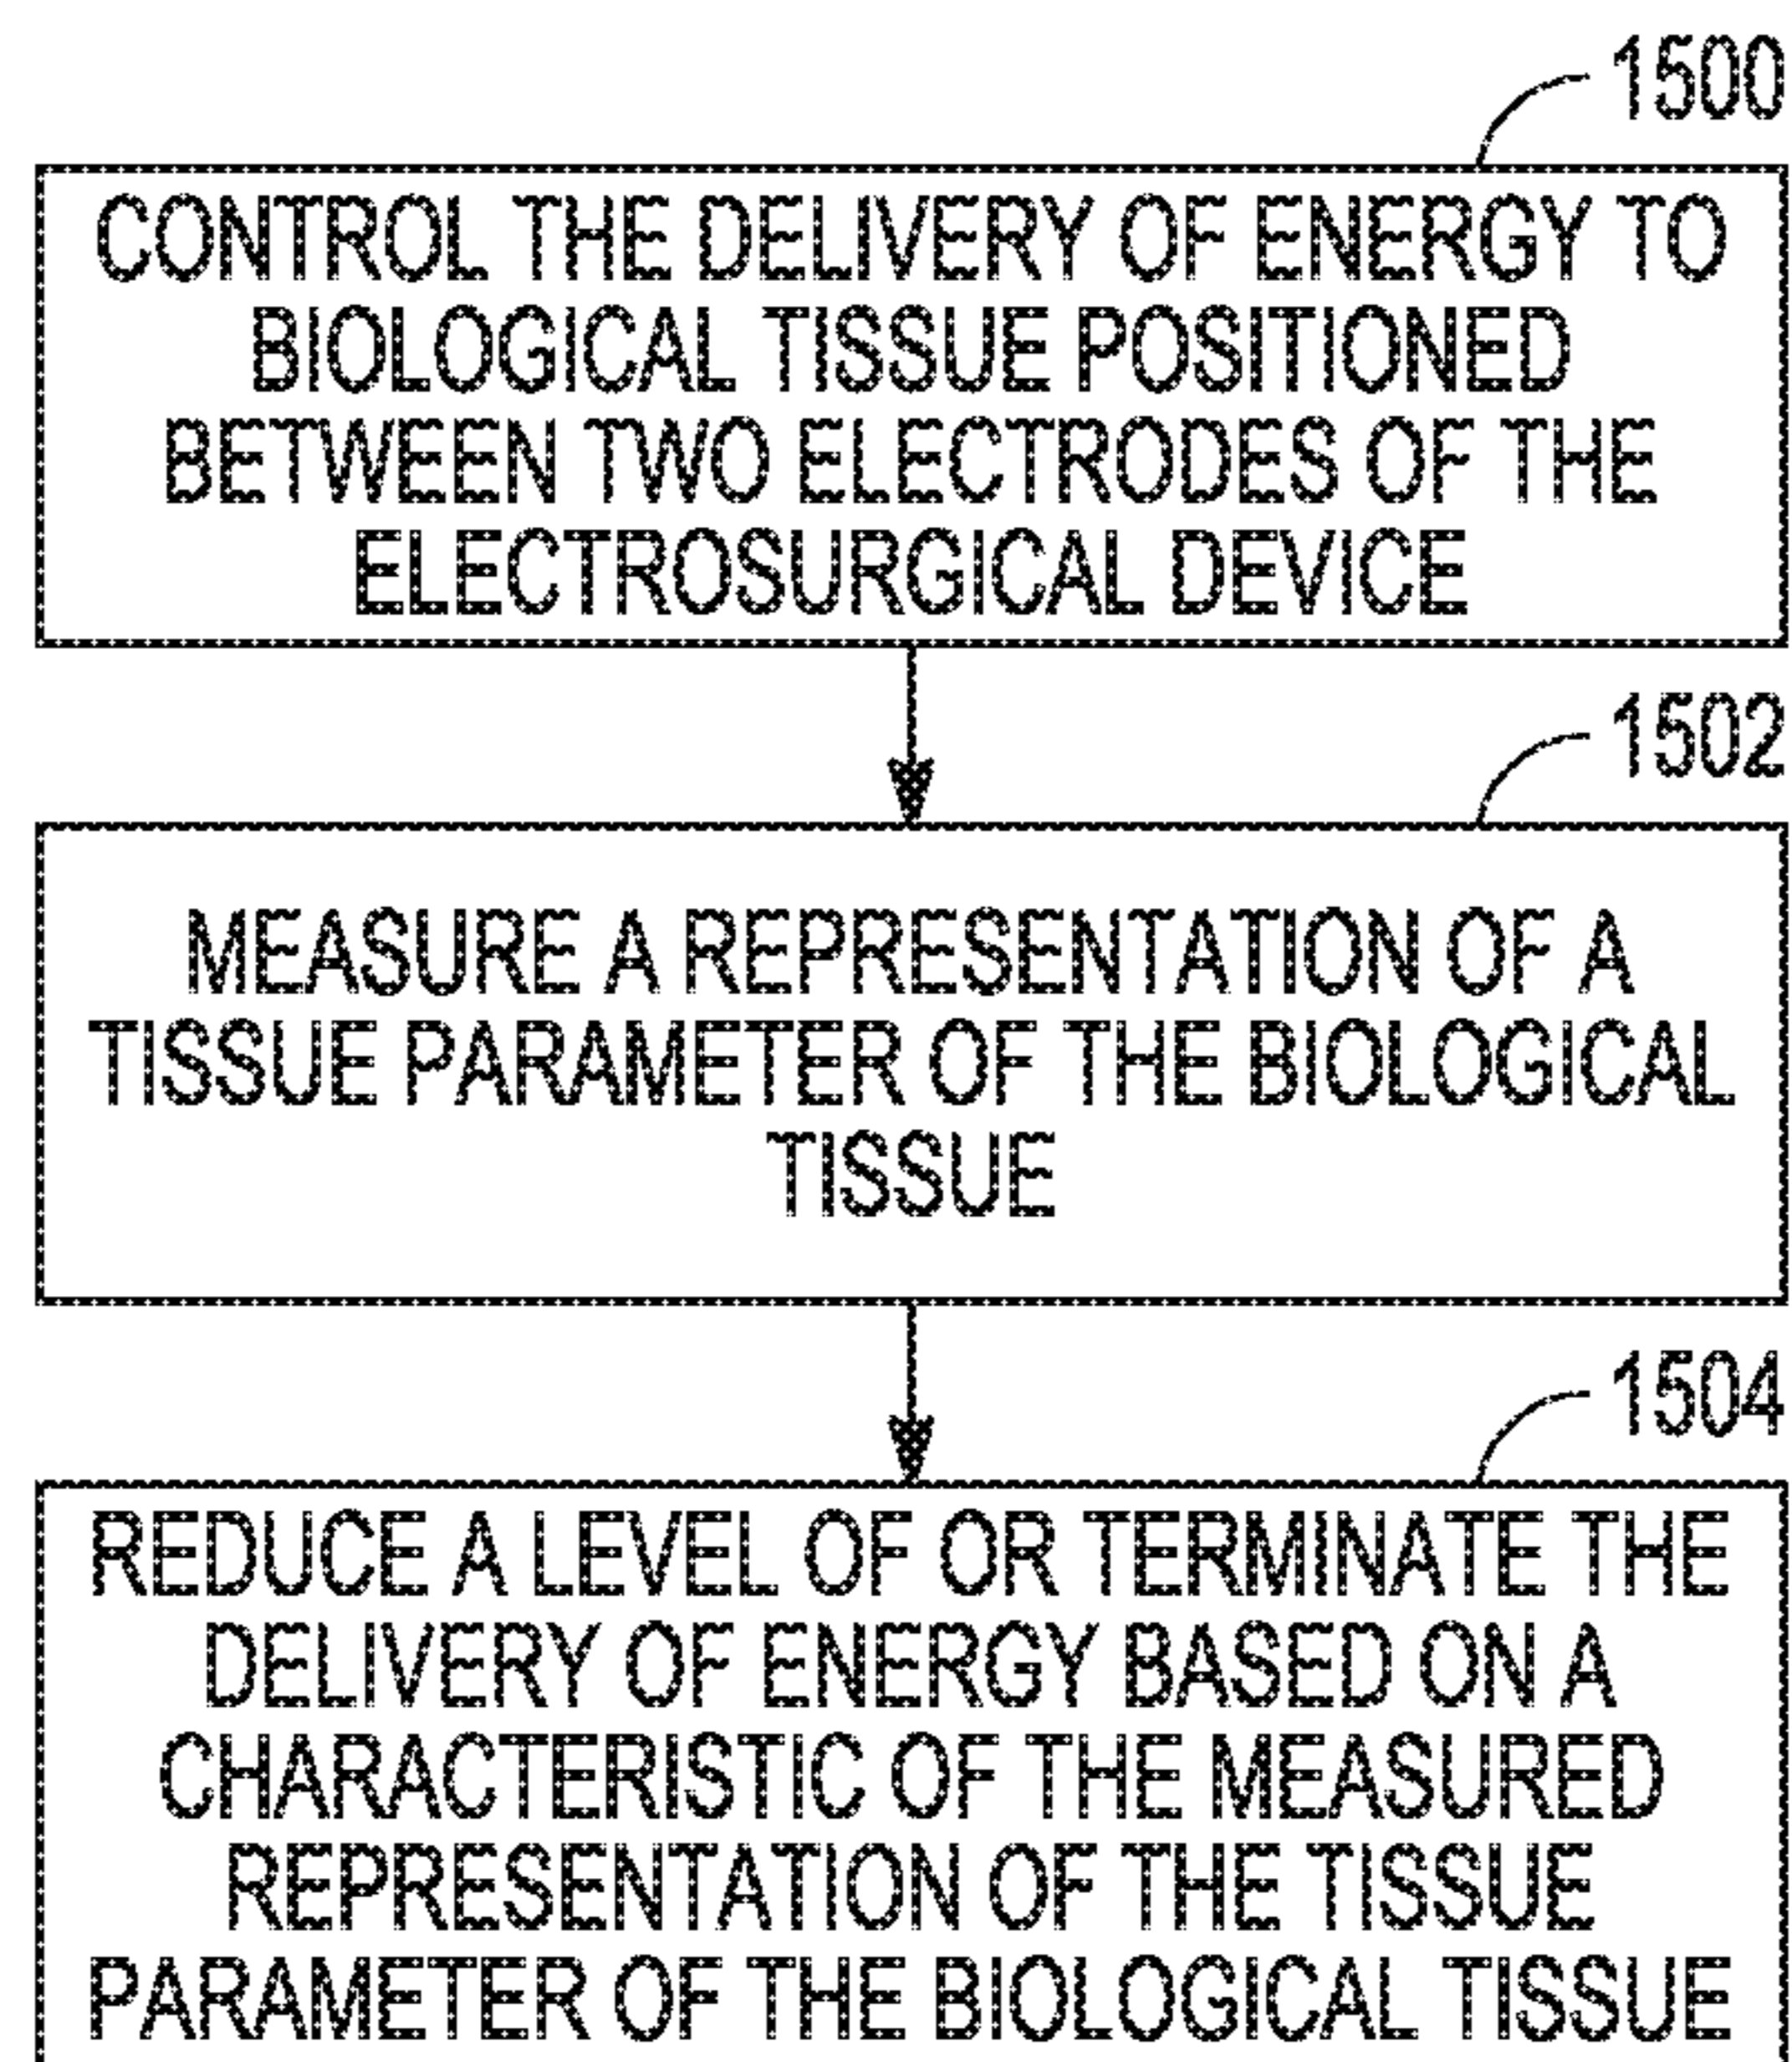 1500
CONTROL THE DELIVERY OF ENERGY TO
BIOLOGICAL TISSUE POSITIONED
BETWEEN TWO ELECTRODES OF THE
ELECTROSURGICAL DEVICE
1502
MEASURE A REPRESENTATION OF A
TISSUE PARAMETER OF THE BIOLOGICAL
TISSUE
1504
REDUCE A LEVEL OF OR TERMINATE THE
DELIVERY OF ENERGY BASED ON A
CHARACTERISTIC OF THE MEASURED
REPRESENTATION OF THE TISSUE
PARAMETER OF THE BIOLOGICAL TISSUE